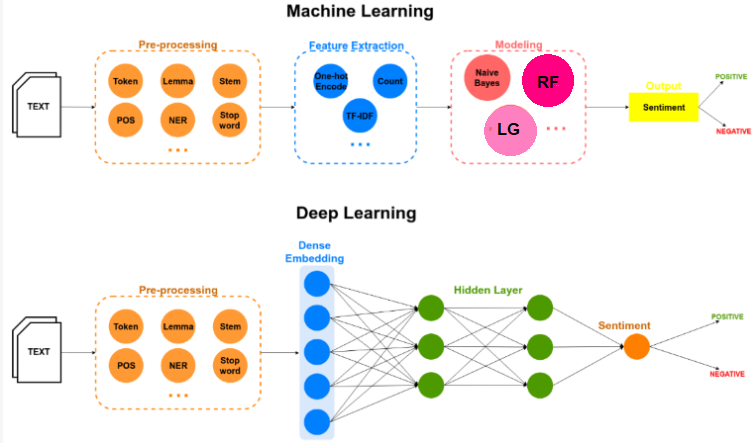 Machine Learning
Pre-processing
Feature Extraction
Modeling
Output
TEXT
Token
Lemma
Stem
POS
NER
Stop
word
...
One-hot
Encode
Count
TF-IDF
...
Naive
Bayes
RF
LG
...
Sentiment
POSITIVE
NEGATIVE
Deep Learning
Pre-processing
Dense
Embedding
Hidden Layer
Sentiment
TEXT
Token
Lemma
Stem
POS
NER
Stop
word
...
POSITIVE
NEGATIVE